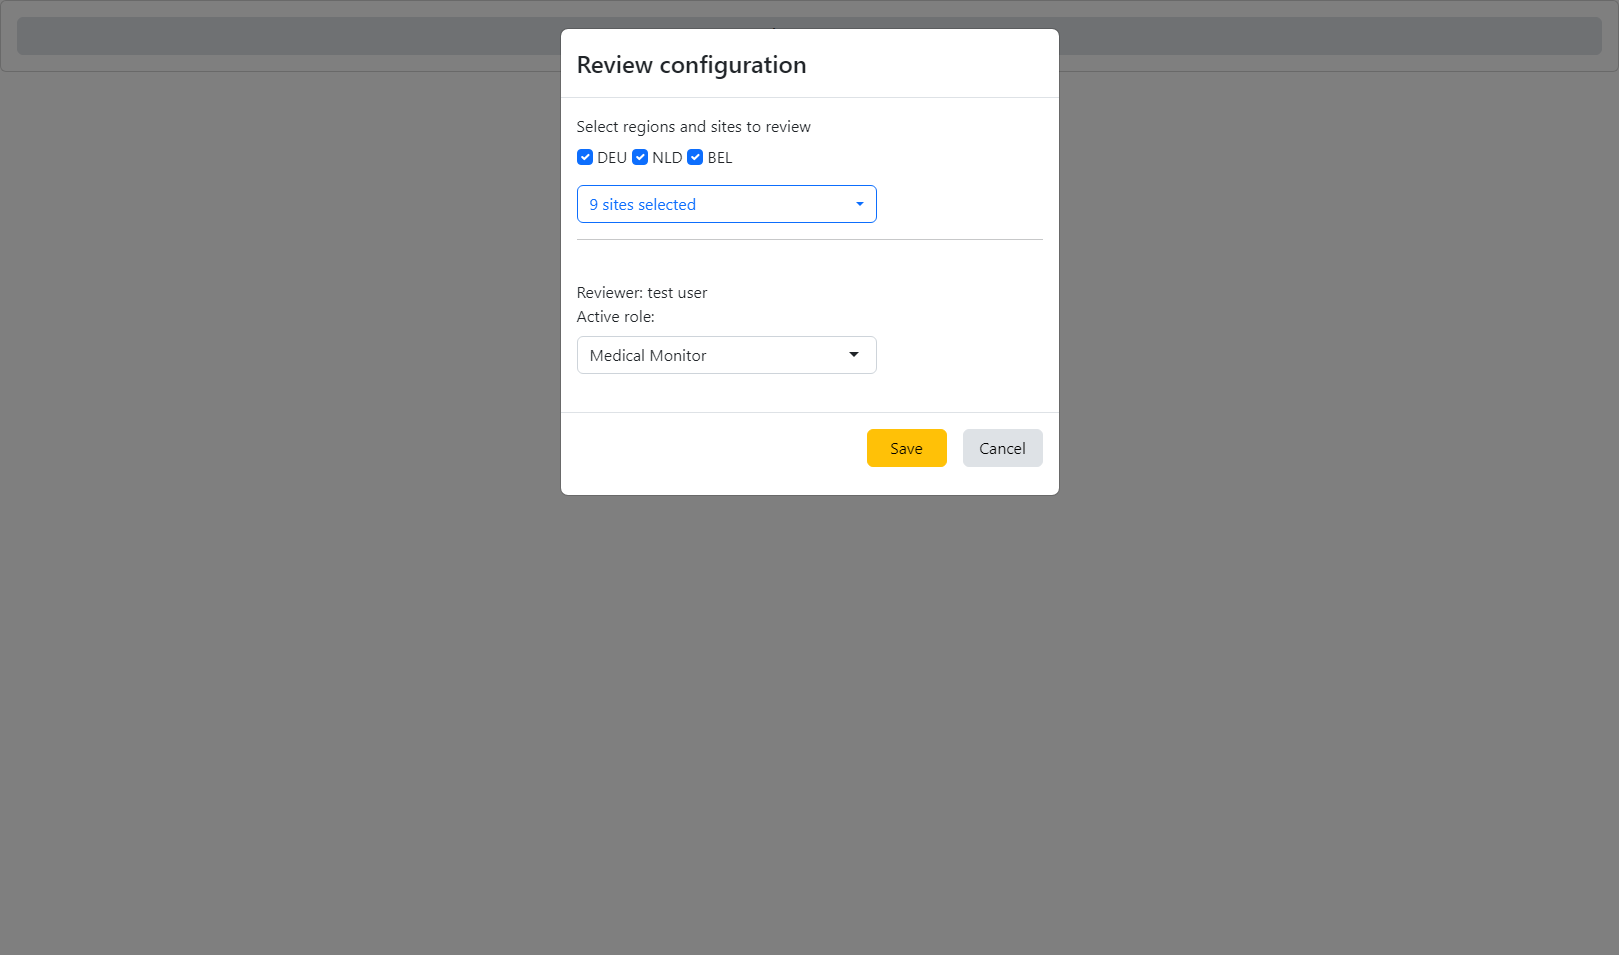 Review configuration
Select regions and sites to review
DEU NLD BEL
9 sites selected
Reviewer: test user
Active role:
Medical Monitor
Save Cancel